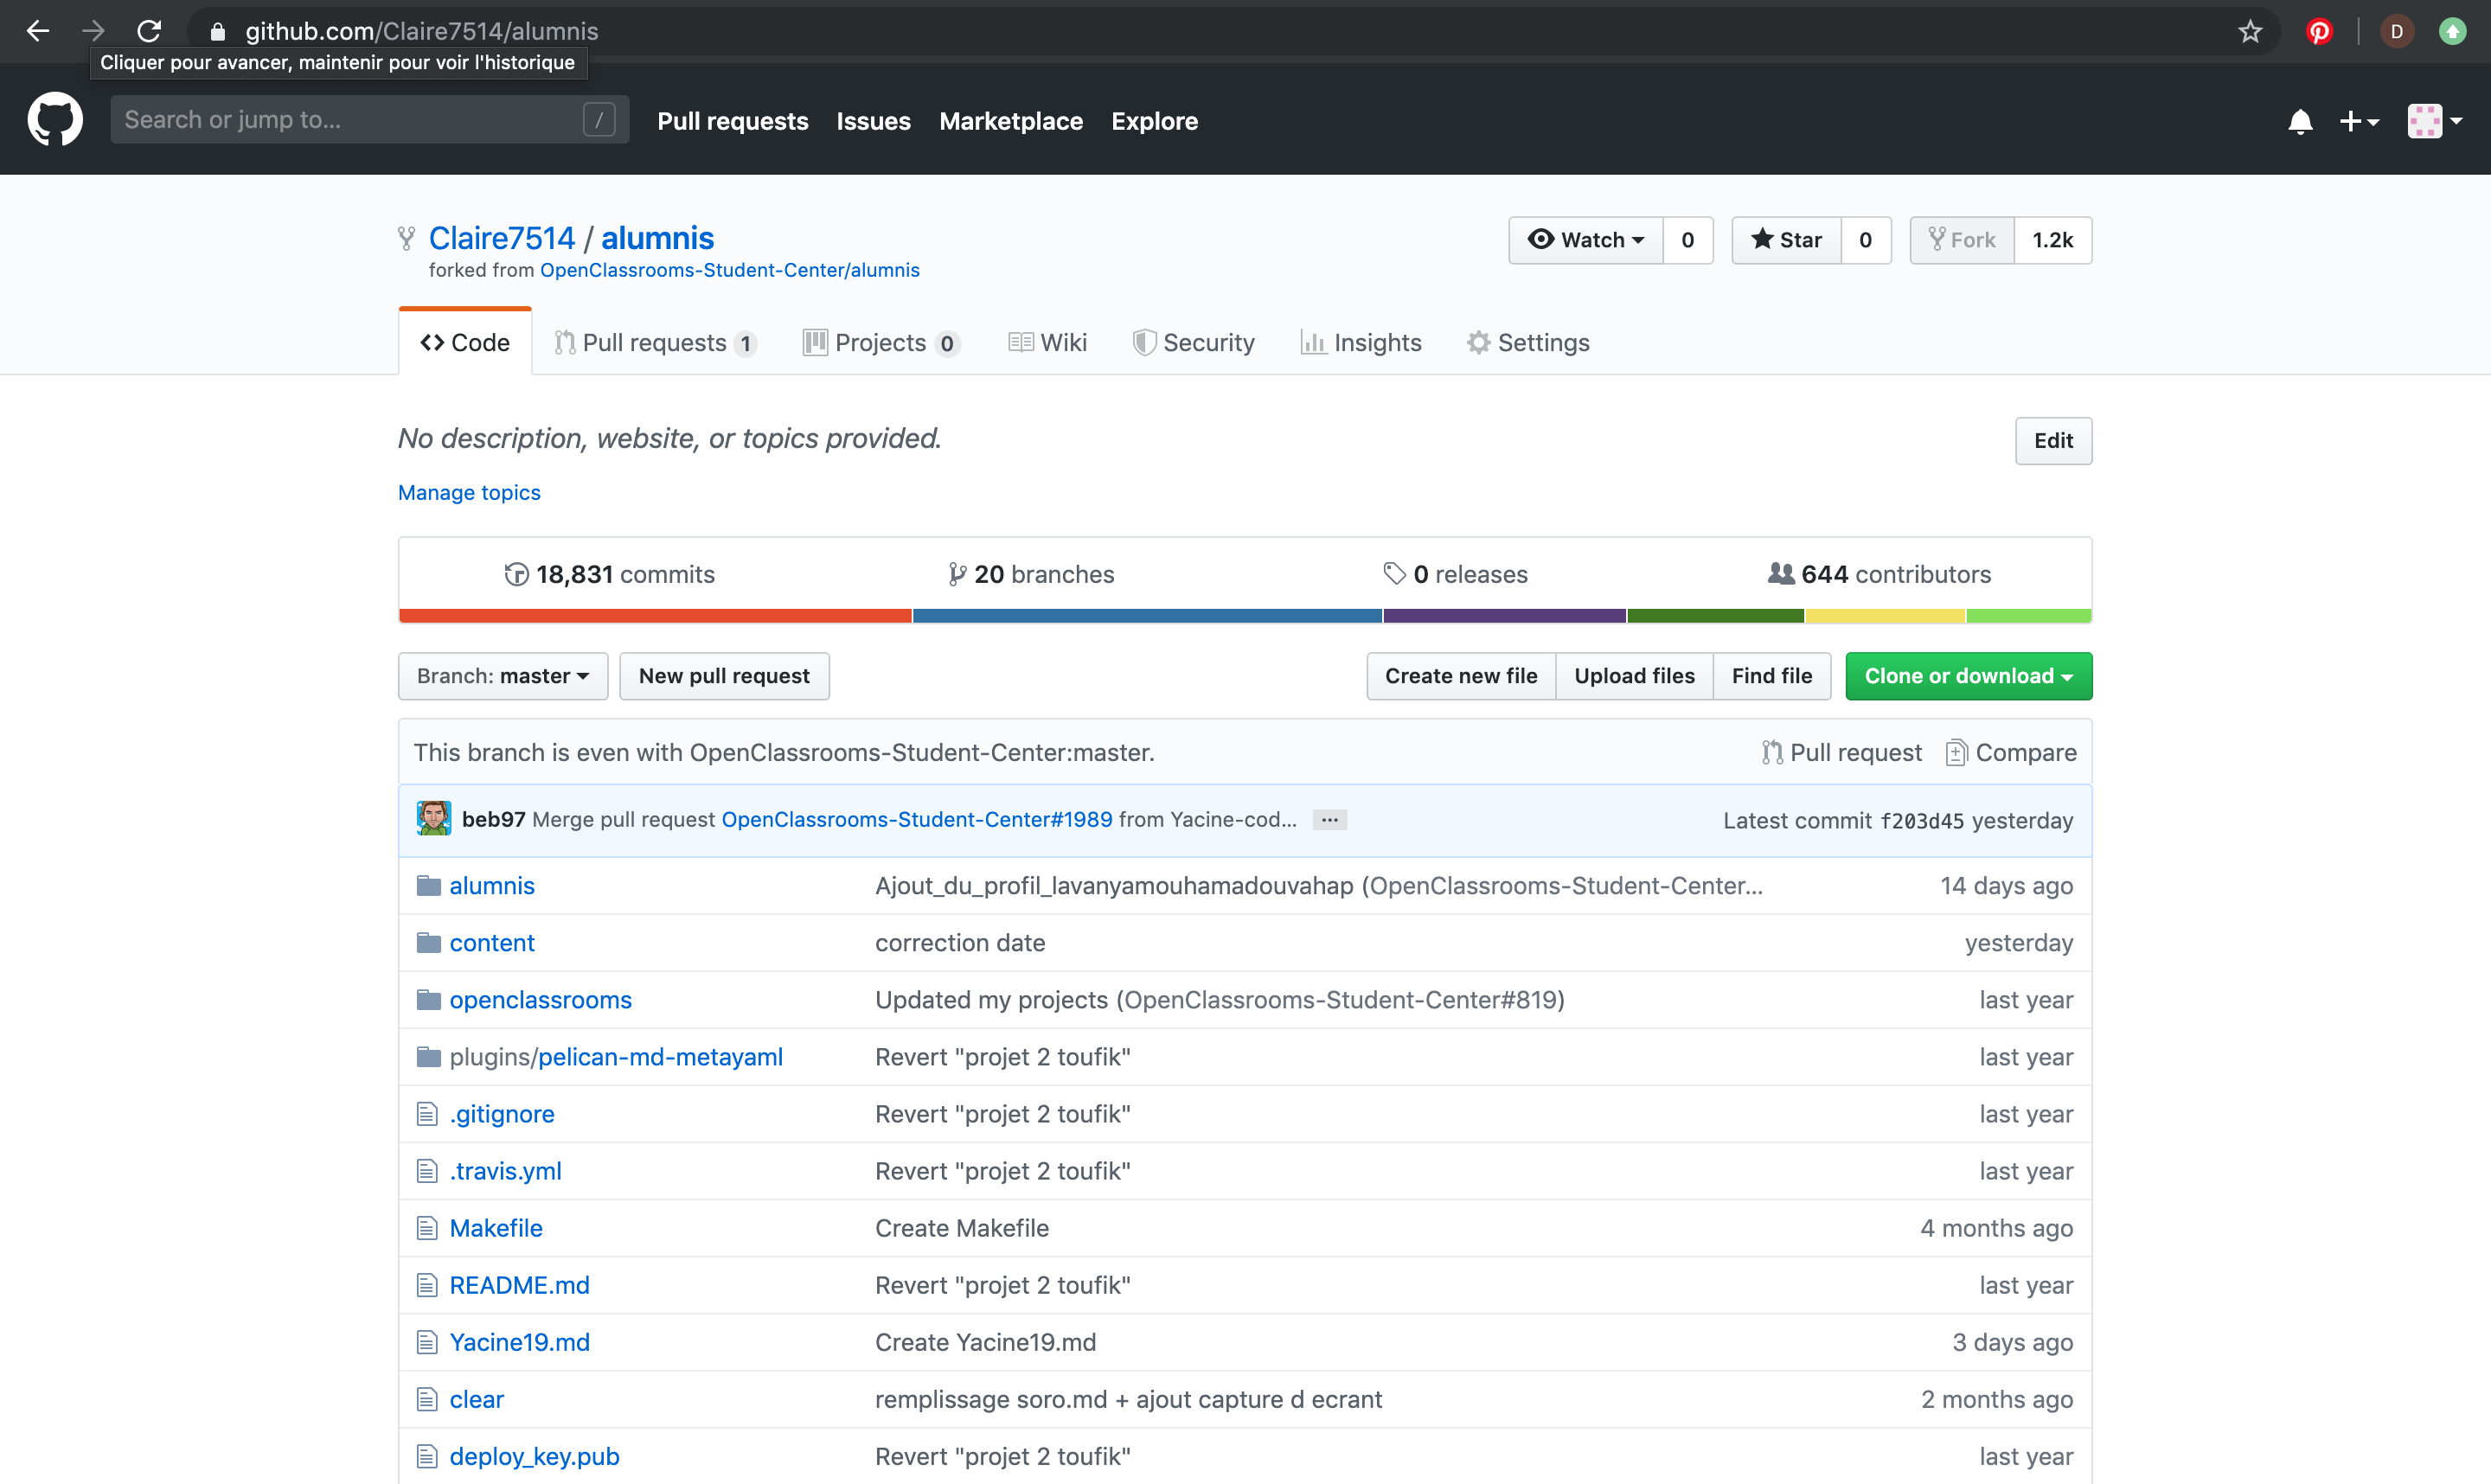 github.com/Claire7514/alumnis
D
Cliquer pour avancer, maintenir pour voir l'historique
Search or jump to... / Pull requests Issues Marketplace Explore
Claire7514 / alumnis
forked from OpenClassrooms-Student-Center/alumnis
Watch 0 Star 0 Fork 1.2k
Code Pull requests 1 Projects 0 Wiki Security Insights Settings
No description, website, or topics provided.
Edit
Manage topics
18,831 commits 20 branches 0 releases 644 contributors
Branch: master New pull request Create new file Upload files Find file Clone or download
This branch is even with OpenClassrooms-Student-Center:master. Pull request Compare
beb97 Merge pull request OpenClassrooms-Student-Center#1989 from Yacine-cod... ... Latest commit f203d45 yesterday
alumnis Ajout_du_profil_lavanyamouhamadouvahap (OpenClassrooms-Student-Center... 14 days ago
content correction date yesterday
openclassrooms Updated my projects (OpenClassrooms-Student-Center#819) last year
plugins/pelican-md-metayaml Revert "projet 2 toufik" last year
.gitignore Revert "projet 2 toufik" last year
.travis.yml Revert "projet 2 toufik" last year
Makefile Create Makefile 4 months ago
README.md Revert "projet 2 toufik" last year
Yacine19.md Create Yacine19.md 3 days ago
clear remplissage soro.md + ajout capture d ecrant 2 months ago
deploy_key.pub Revert "projet 2 toufik" last year